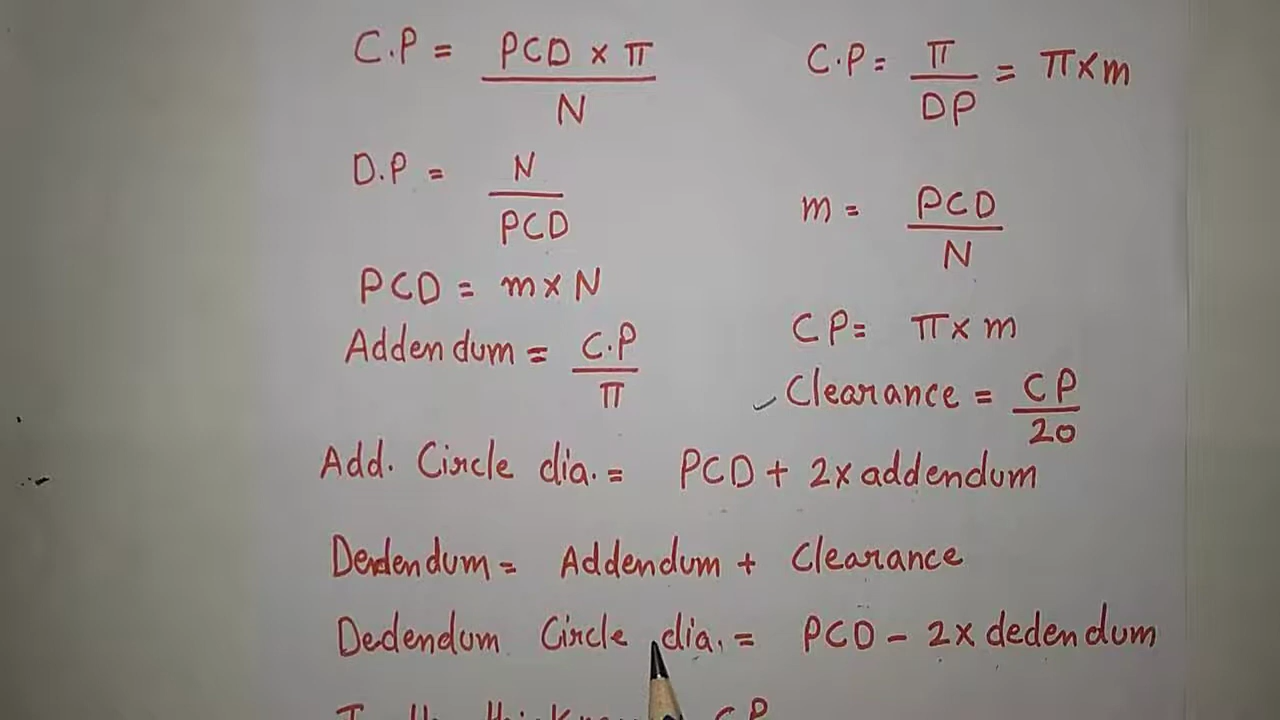 C.P = PCD × π / N
C.P = π / DP = π × m
D.P = N / PCD
m = PCD / N
PCD = m × N
CP = π × m
Addendum = C.P / π
Clearance = CP / 20
Add. Circle dia. = PCD + 2 × addendum
Dedendum = Addendum + Clearance
Dedendum Circle dia. = PCD - 2 × dedendum
CP